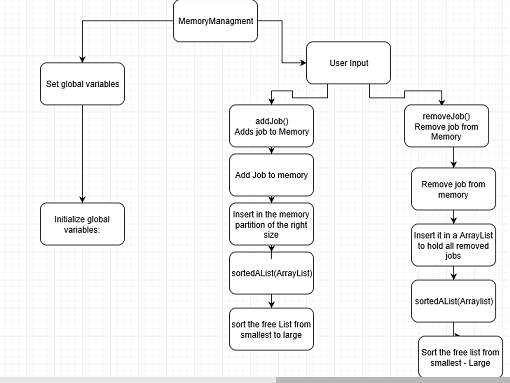 MemoryManagment
User Input
Set global variables
addJob()
Adds job to Memory
removeJob()
Remove job from
Memory
Add Job to memory
Remove job from
memory
Initialize global
variables:
Insert in the memory
partition of the right
size
Insert it in a ArrayList
to hold all removed
jobs
sortedAList(ArrayList)
sortedAList(Arraylist)
sort the free List from
smallest to large
Sort the free list from
smallest - Large